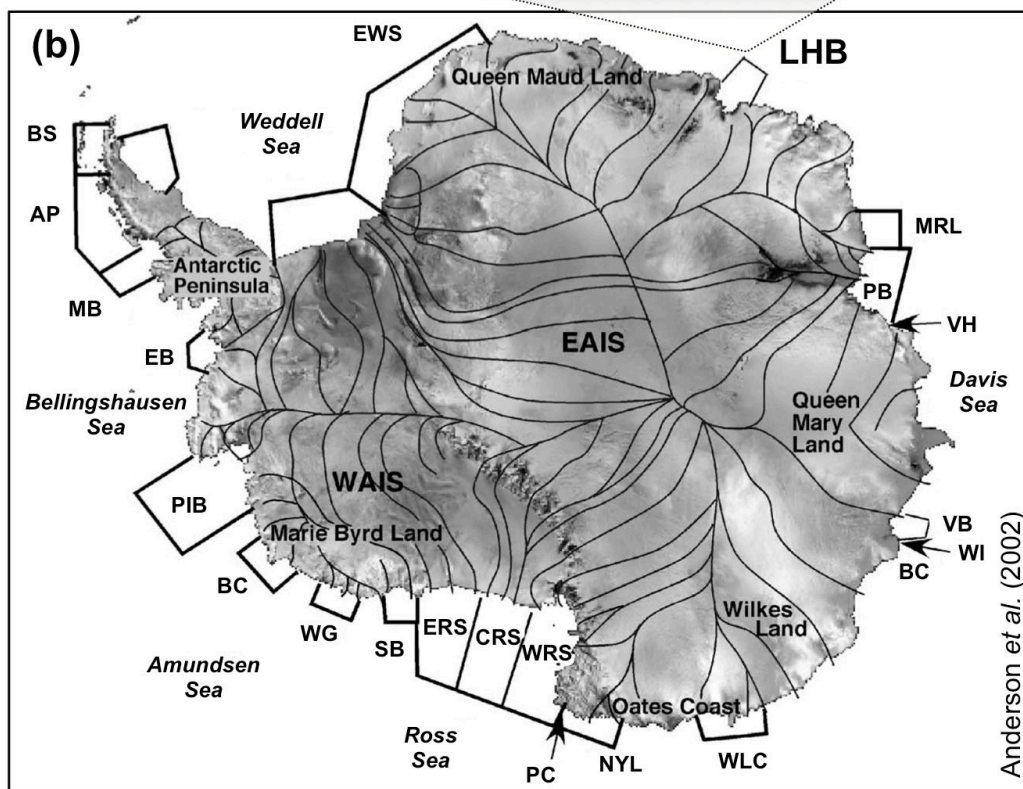 (b)
EWS
LHB
Queen Maud Land
BS
Weddell
Sea
AP
MRL
Antarctic
Peninsula
PB
MB
VH
EB
EAIS
Davis
Sea
Bellingshausen
Sea
Queen
Mary
Land
WAIS
PIB
Marie Byrd Land
VB
WI
BC
BC
WG
SB
ERS
CRS
WRS
Wilkes
Land
Amundsen
Sea
Oates Coast
Ross
Sea
PC
NYL
WLC
Anderson et al. (2002)